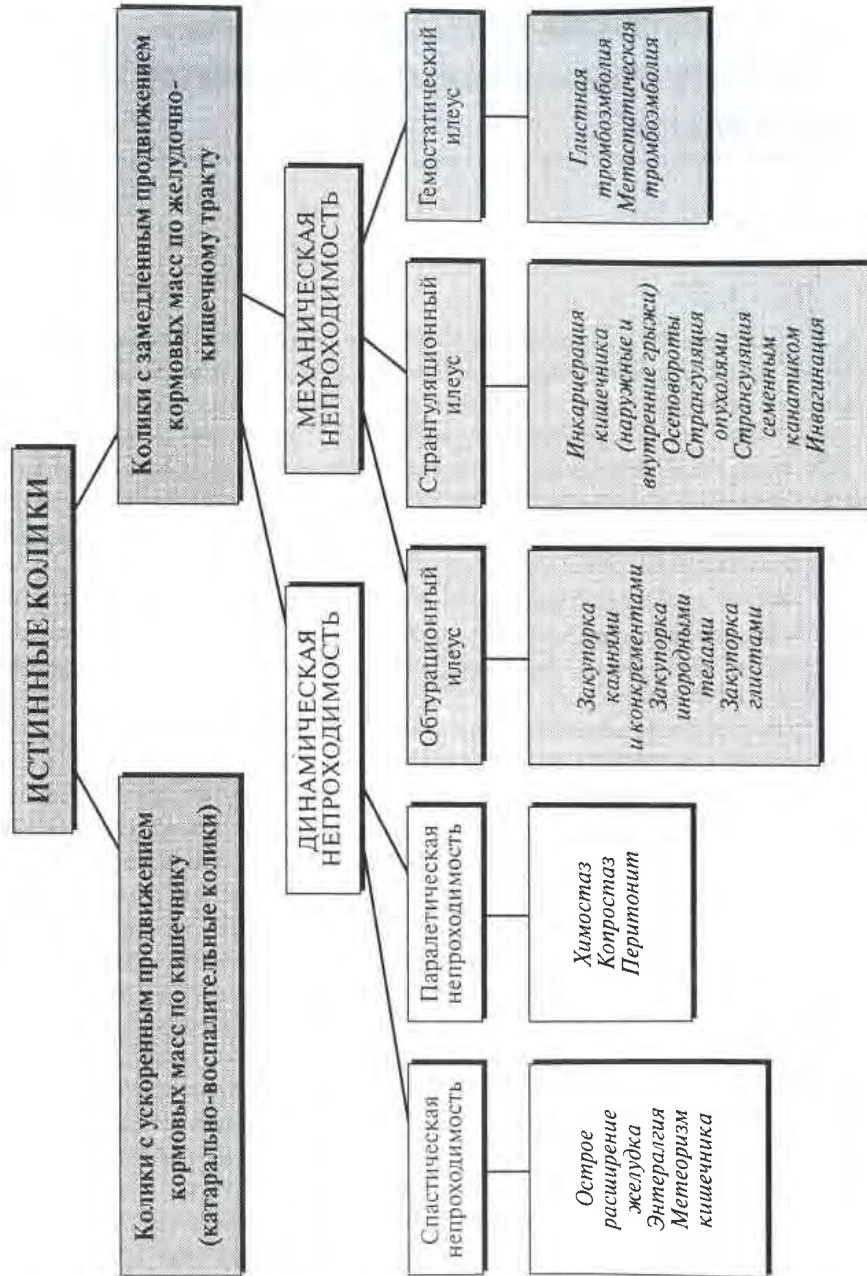 ИСТИННЫЕ КОЛИКИ
Колики с ускоренным продвижением
кормовых масс по кишечнику
(катарально-воспалительные колики)
Колики с замедленным продвижением
кормовых масс по желудочно-
кишечному тракту
ДИНАМИЧЕСКАЯ
НЕПРОХОДИМОСТЬ
МЕХАНИЧЕСКАЯ
НЕПРОХОДИМОСТЬ
Спастическая
непроходимость
Паралетическая
непроходимость
Обтурационный
илеус
Странгуляционный
илеус
Гемостатический
илеус
Острое
расширение
желудка
Энтералгия
Метеоризм
кишечника
Химостаз
Копростаз
Перитонит
Закупорка
камнями
и конкрементами
Закупорка
инородными
телами
Закупорка
глистами
Инкарцерация
кишечника
(наружные и
внутренние грыжи)
Осеповороты
Странгуляция
опухолями
Странгуляция
семенным
канатиком
Инвагинация
Глистная
тромбоэмболия
Метастатическая
тромбоэмболия